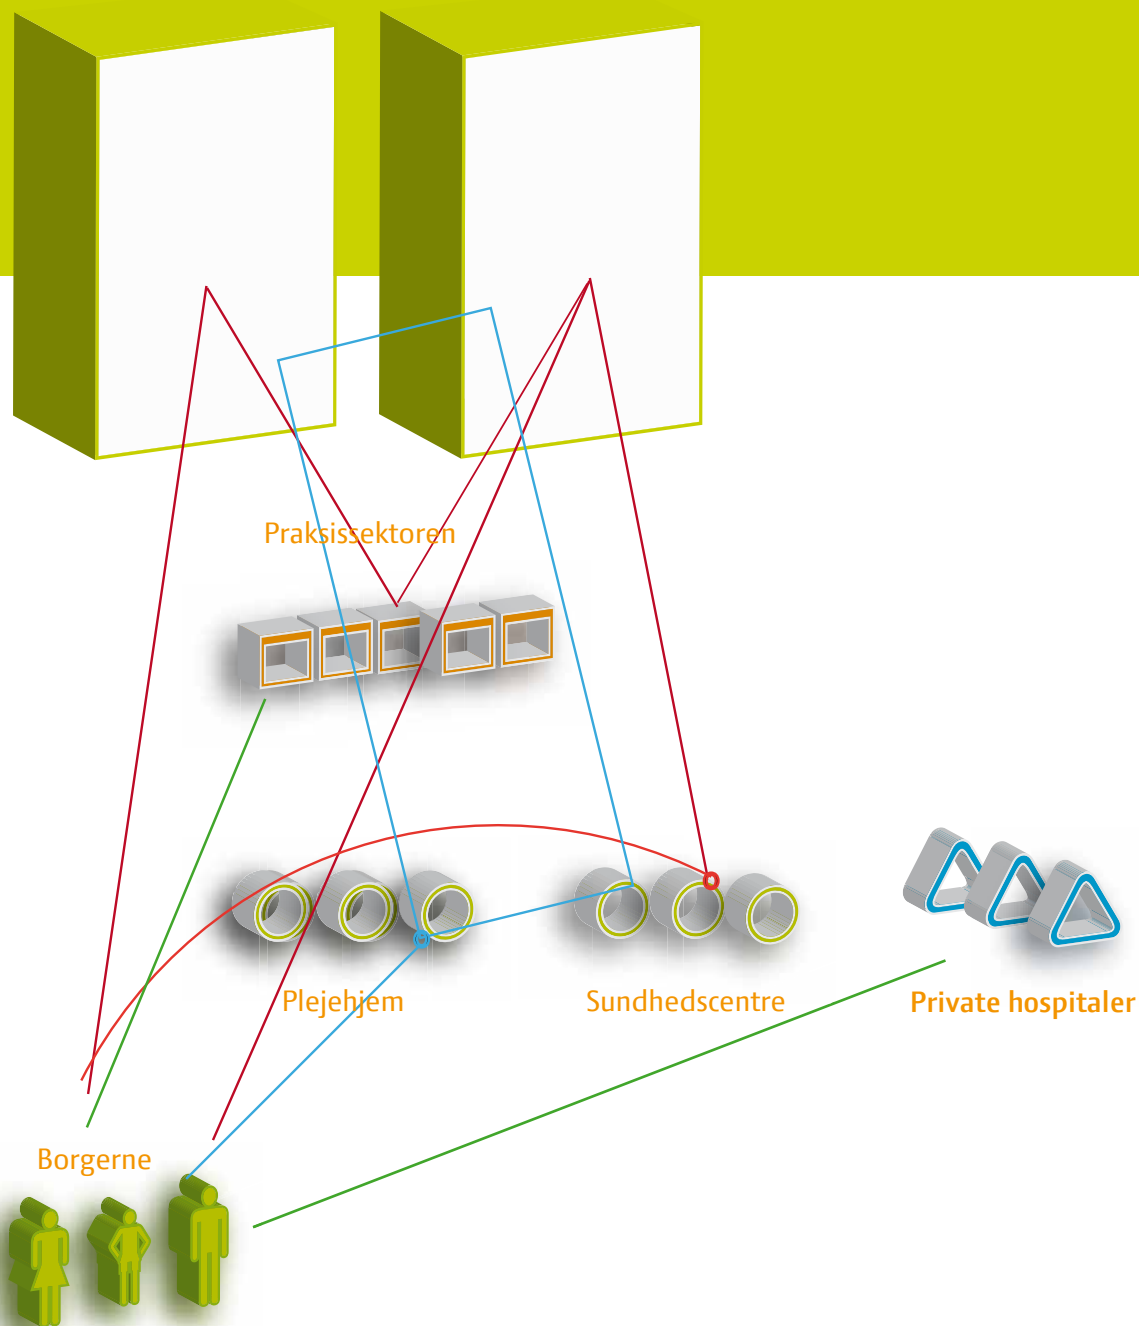 Praksissektoren
Plejehjem
Sundhedscentre
Private hospitaler
Borgerne